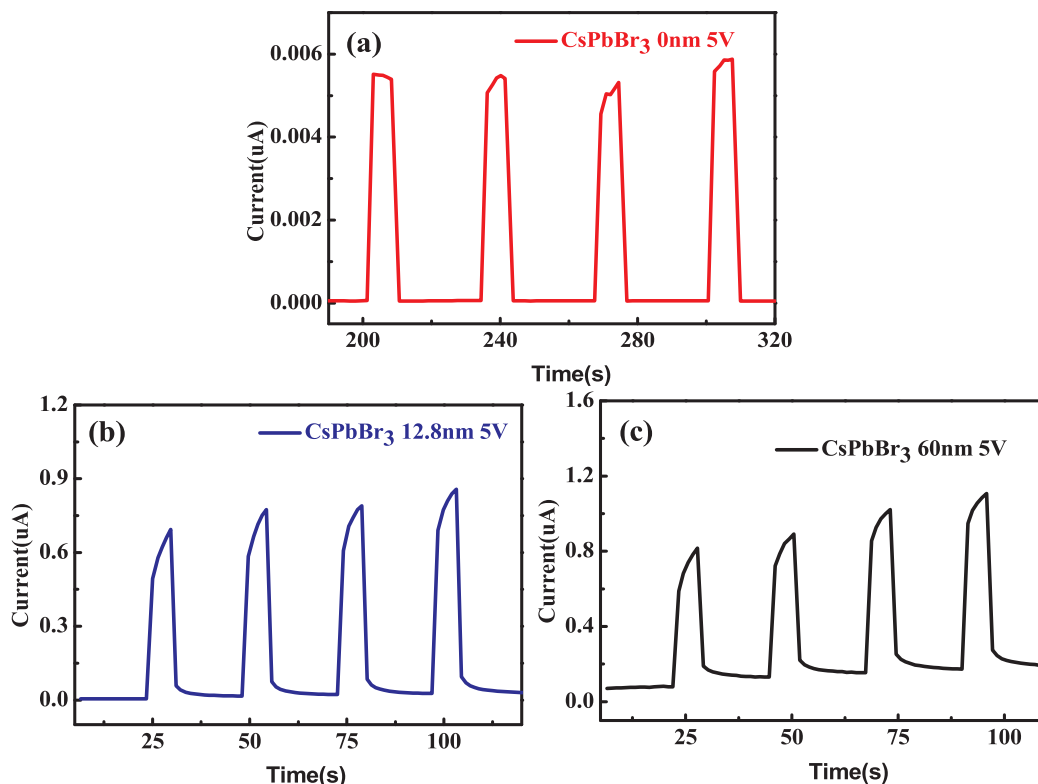 (a)
CsPbBr3 0nm 5V
Current(uA)
0.006
0.004
0.002
0.000
200 240 280 320
Time(s)
(b)
CsPbBr3 12.8nm 5V
Current(uA)
1.2
0.9
0.6
0.3
0.0
25 50 75 100
Time(s)
(c)
CsPbBr3 60nm 5V
Current(uA)
1.6
1.2
0.8
0.4
0.0
25 50 75 100
Time(s)